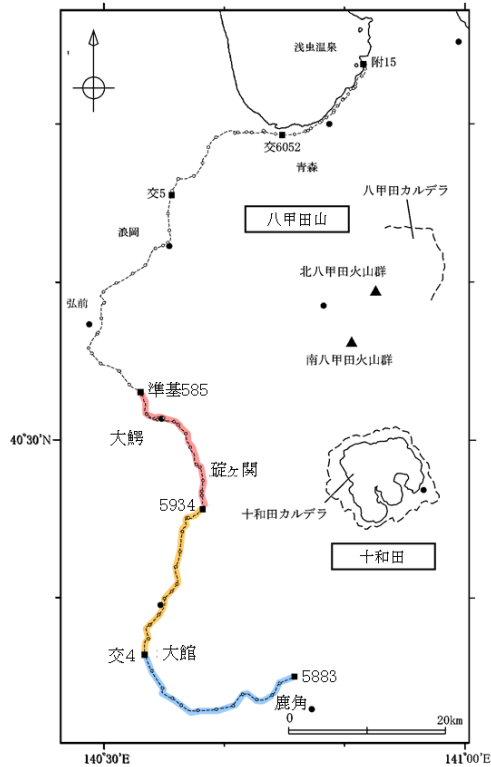 浅虫温泉
附15
交6052
青森
交5
八甲田カルデラ
八甲田山
浪岡
北八甲田火山群
弘前
南八甲田火山群
準基585
大鰐
40°30'N
碇ヶ関
5934
十和田カルデラ
十和田
交4
大館
5883
鹿角
0 20km
140°30'E
141°00'E